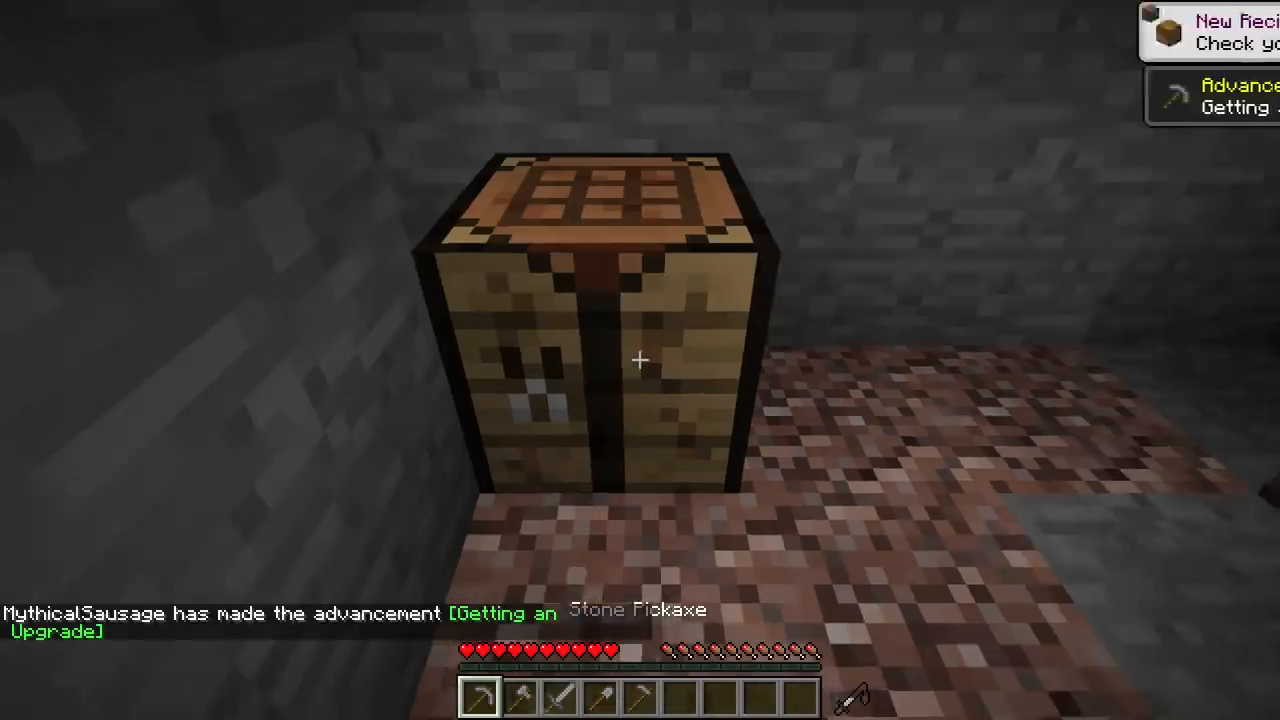 New Reci
Check yo
Advance
Getting
MythicalSausage has made the advancement [Getting an
Upgrade]
Stone Pickaxe